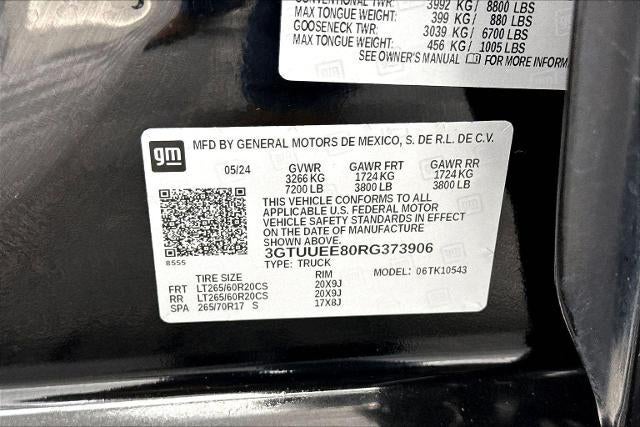 CONVENTIONAL TWR: 3992 KG/ 8800 LBS
MAX TONGUE WEIGHT: 399 KG/ 880 LBS
GOOSENECK TWR: 3039 KG/ 6700 LBS
MAX TONGUE WEIGHT: 456 KG/ 1005 LBS
SEE OWNER'S MANUAL FOR MORE INFORM
gm
MFD BY GENERAL MOTORS DE MEXICO, S. DE R.L. DE C.V.
05/24 GVWR GAWR FRT GAWR RR
3266 KG 1724 KG 1724 KG
7200 LB 3800 LB 3800 LB
THIS VEHICLE CONFORMS TO ALL
APPLICABLE U.S. FEDERAL MOTOR
VEHICLE SAFETY STANDARDS IN EFFECT
ON THE DATE OF MANUFACTURE
SHOWN ABOVE.
3GTUUEE80RG373906
8555
TYPE: TRUCK
MODEL: 06TK10543
TIRE SIZE RIM
FRT LT265/60R20CS 20X9J
RR LT265/60R20CS 20X9J
SPA 265/70R17 S 17X8J